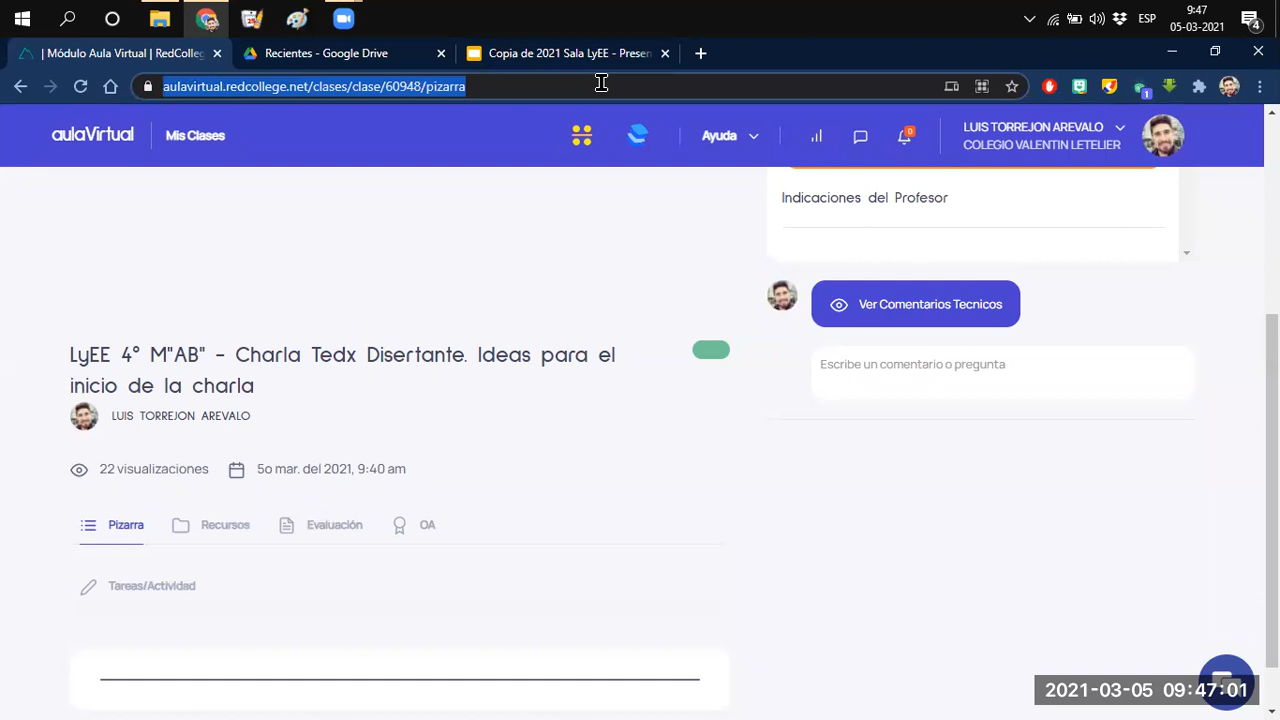 9:47
ESP
05-03-2021
4
| Módulo Aula Virtual | RedColleg
Recientes - Google Drive
Copia de 2021 Sala LyEE - Presen
aulavirtual.redcollege.net/clases/clase/60948/pizarra
1
aulaVirtual
Mis Clases
Ayuda
0
LUIS TORREJON AREVALO
COLEGIO VALENTIN LETELIER
Indicaciones del Profesor
Ver Comentarios Tecnicos
Escribe un comentario o pregunta
LyEE 4° M"AB" - Charla Tedx Disertante. Ideas para el
inicio de la charla
LUIS TORREJON AREVALO
22 visualizaciones
5o mar. del 2021, 9:40 am
Pizarra
Recursos
Evaluación
OA
Tareas/Actividad
2021-03-05 09:47:01